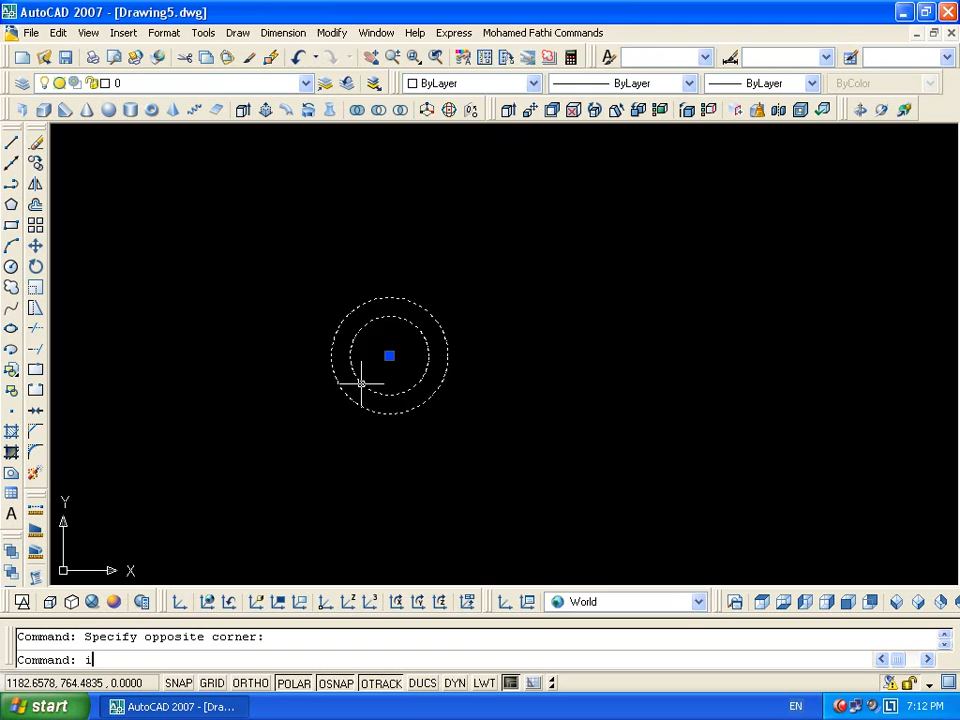 AutoCAD 2007 - [Drawing5.dwg]
File Edit View Insert Format Tools Draw Dimension Modify Window Help Express Mohamed Fathi Commands
0 ByLayer ByLayer ByLayer ByColor
A
Y
X
World
Command: Specify opposite corner:
Command: i
1182.6578, 764.4835, 0.0000 SNAP GRID ORTHO POLAR OSNAP OTRACK DUCS DYN LWT
start AutoCAD 2007 - [Dra... EN 7:12 PM